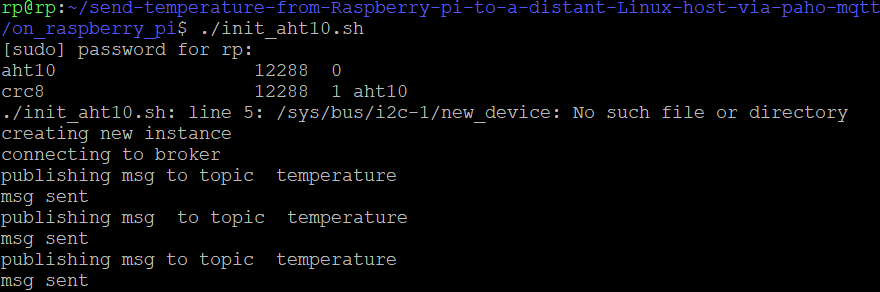 rp@rp:~/send-temperature-from-Raspberry-pi-to-a-distant-Linux-host-via-paho-mqtt
/on_raspberry_pi$ ./init_aht10.sh
[sudo] password for rp:
aht10                  12288  0
crc8                   12288  1 aht10
./init_aht10.sh: line 5: /sys/bus/i2c-1/new_device: No such file or directory
creating new instance
connecting to broker
publishing msg to topic  temperature
msg sent
publishing msg  to topic  temperature
msg sent
publishing msg to topic  temperature
msg sent